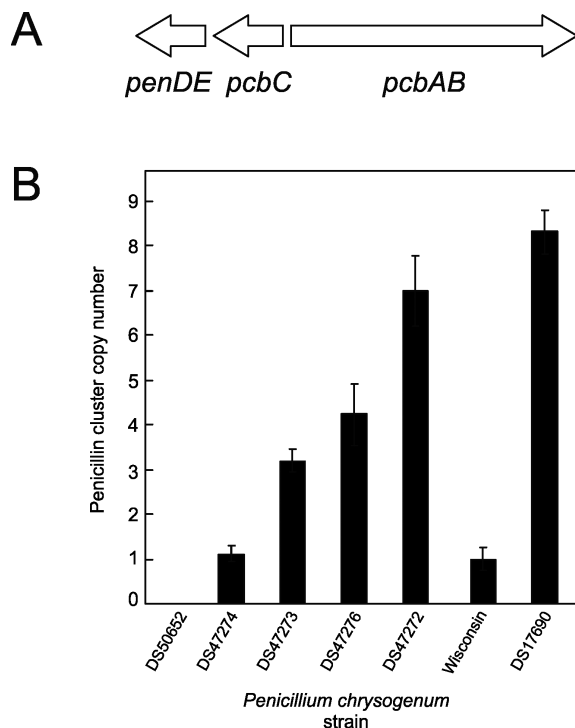 A
penDE pcbC pcbAB
B
Penicillin cluster copy number
9
8
7
6
5
4
3
2
1
0
DS50652
DS47274
DS47273
DS47276
DS47272
Wisconsin
DS17690
Penicillium chrysogenum
strain